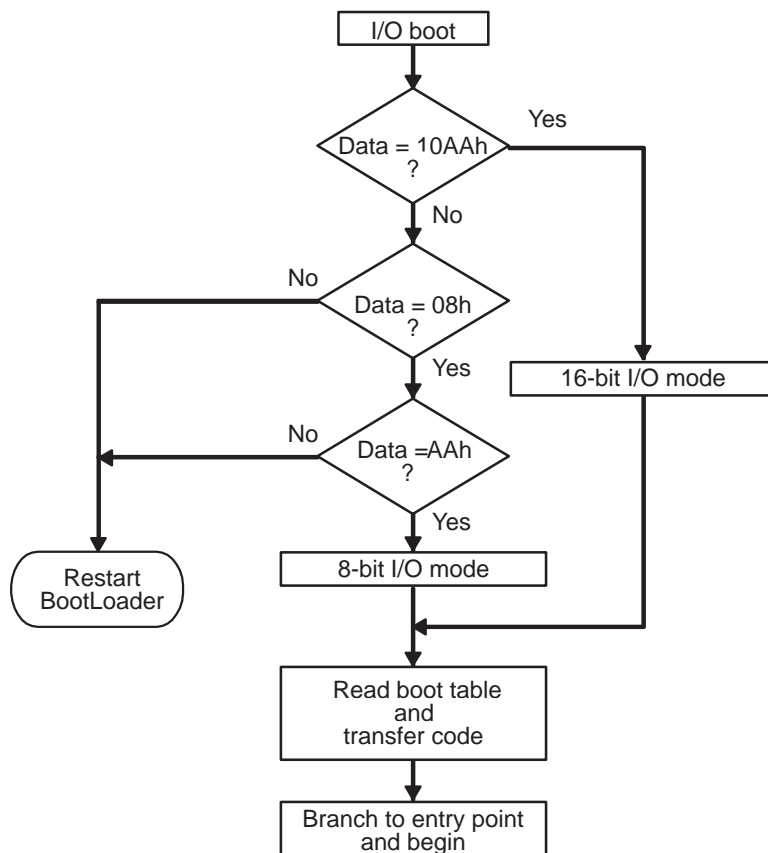 I/O boot
Data = 10AAh
?
Yes
No
No
Data = 08h
?
Yes
16-bit I/O mode
No
Data =AAh
?
Yes
Restart
BootLoader
8-bit I/O mode
Read boot table
and
transfer code
Branch to entry point
and begin